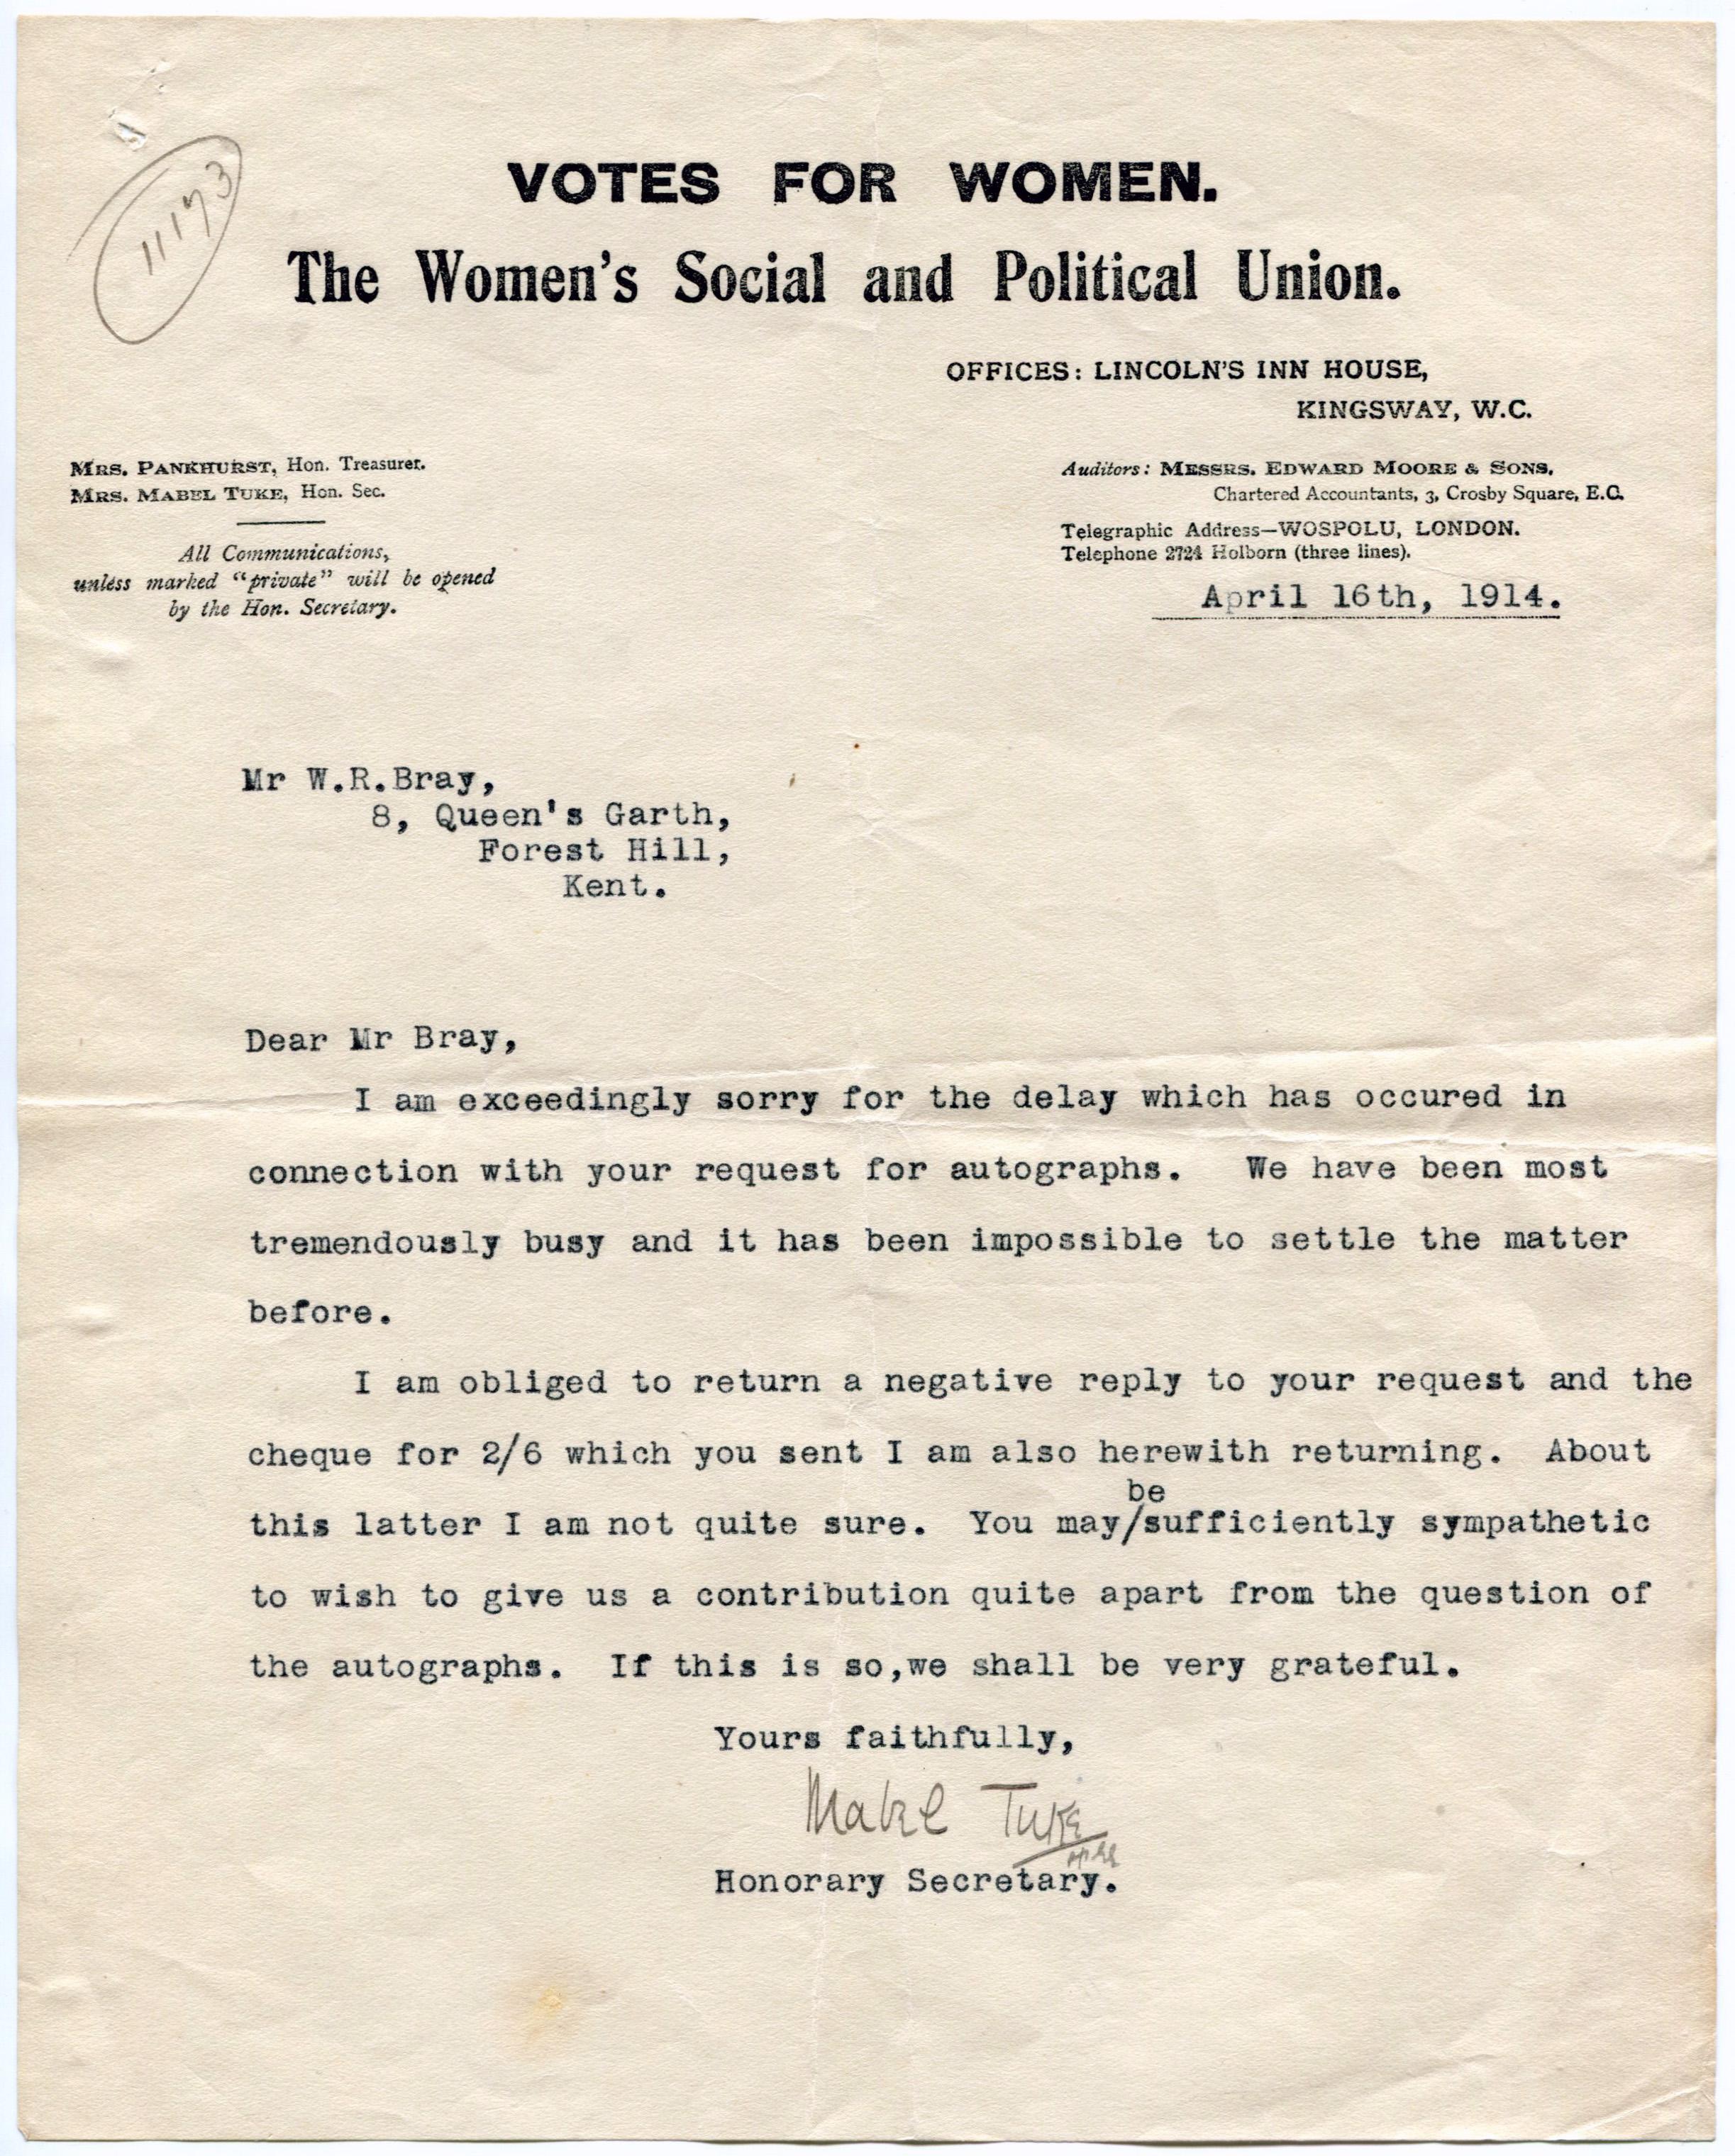 11173
VOTES FOR WOMEN.
The Women's Social and Political Union.
OFFICES: LINCOLN'S INN HOUSE,
KINGSWAY, W.C.
MRS. PANKHURST, Hon. Treasurer.
MRS. MABEL TUKE, Hon. Sec.
All Communications,
unless marked "private" will be opened
by the Hon. Secretary.
Auditors: MESSRS. EDWARD MOORE & SONS,
Chartered Accountants, 3, Crosby Square, E.C.
Telegraphic Address—WOSPOLU, LONDON.
Telephone 2724 Holborn (three lines).
April 16th, 1914.
Mr W.R.Bray,
8, Queen's Garth,
Forest Hill,
Kent.
Dear Mr Bray,
I am exceedingly sorry for the delay which has occured in
connection with your request for autographs. We have been most
tremendously busy and it has been impossible to settle the matter
before.
I am obliged to return a negative reply to your request and the
cheque for 2/6 which you sent I am also herewith returning. About
be
this latter I am not quite sure. You may/sufficiently sympathetic
to wish to give us a contribution quite apart from the question of
the autographs. If this is so,we shall be very grateful.
Yours faithfully,
Mabel Tuke
Honorary Secretary.